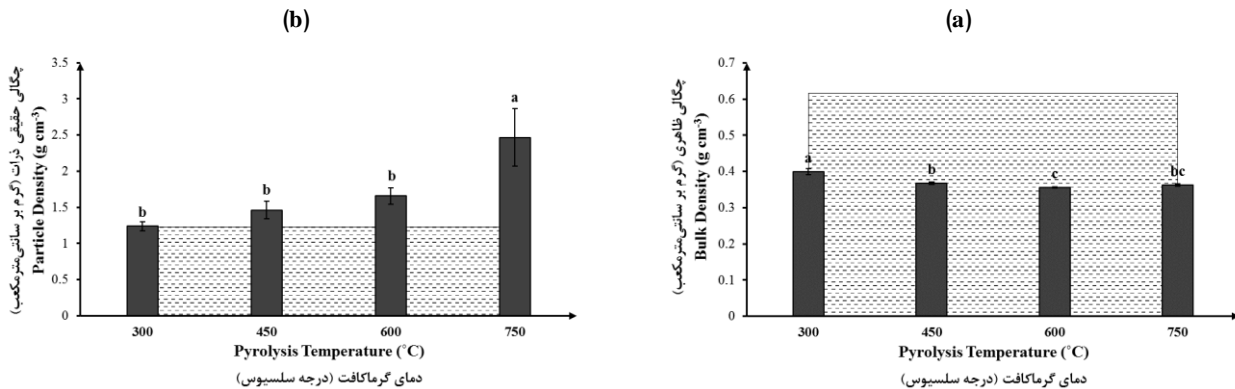 (b)
چگالی حقیقی ذرات (گرم بر سانتی‌مترمکعب)
Particle Density (g cm-3)
3.5
3
2.5
2
1.5
1
0.5
0
b
b
b
a
300
450
600
750
Pyrolysis Temperature (˚C)
دمای گرماکافت (درجه سلسیوس)
(a)
چگالی ظاهری (گرم بر سانتی‌مترمکعب)
Bulk Density (g cm-3)
0.7
0.6
0.5
0.4
0.3
0.2
0.1
0
a
b
c
bc
300
450
600
750
Pyrolysis Temperature (˚C)
دمای گرماکافت (درجه سلسیوس)